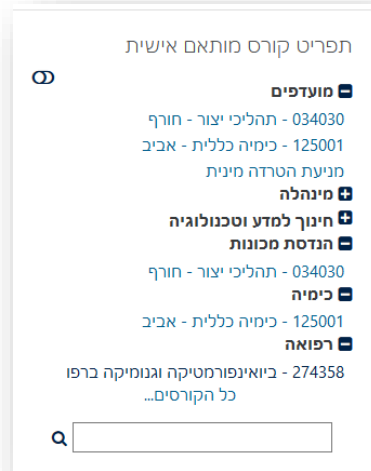 תפריט קורס מותאם אישית
מועדפים
034030 - תהליכי יצור - חורף
125001 - כימיה כללית - אביב
מניעת הטרדה מינית
מינהלה
חינוך למדע וטכנולוגיה
הנדסת מכונות
034030 - תהליכי יצור - חורף
כימיה
125001 - כימיה כללית - אביב
רפואה
274358 - ביואינפורמטיקה וגנומיקה ברפו
כל הקורסים...